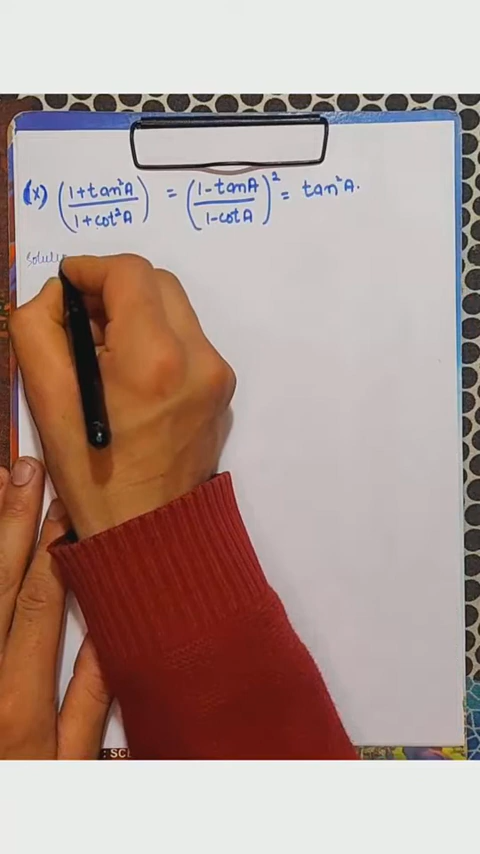 (x) (1+tan²A / 1+cot²A) = (1-tanA / 1-cotA)² = tan²A.